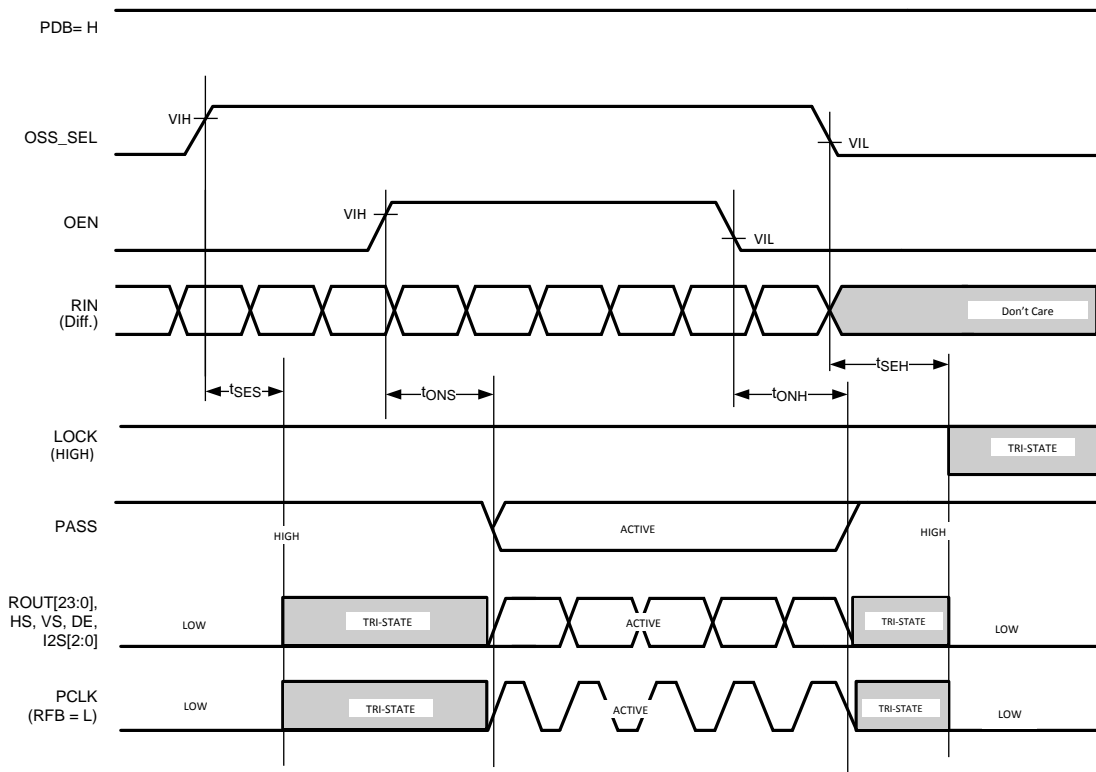 PDB= H
OSS_SEL
VIH
VIL
OEN
VIH
VIL
RIN
(Diff.)
Don't Care
tSES
tONS
tONH
tSEH
LOCK
(HIGH)
TRI-STATE
PASS
HIGH
ACTIVE
HIGH
ROUT[23:0],
HS, VS, DE,
I2S[2:0]
LOW
TRI-STATE
ACTIVE
TRI-STATE
LOW
PCLK
(RFB = L)
LOW
TRI-STATE
ACTIVE
TRI-STATE
LOW